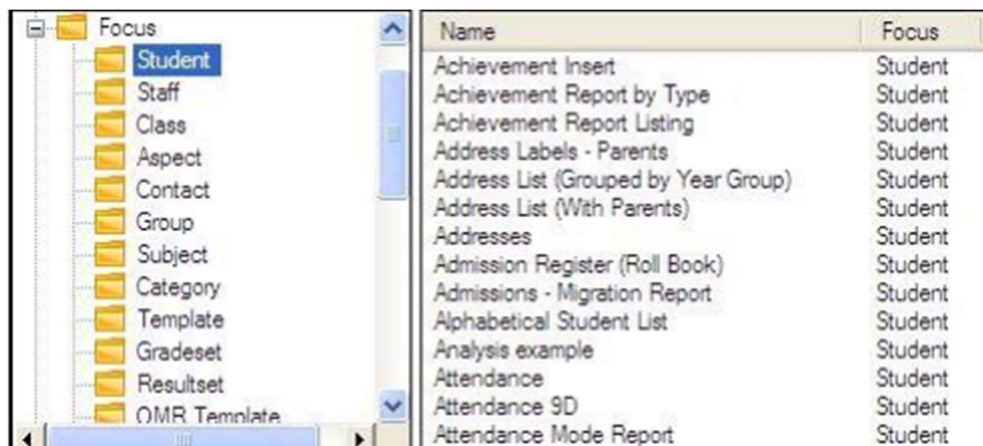 Focus
Student
Staff
Class
Aspect
Contact
Group
Subject
Category
Template
Gradeset
Resultset
OMR Template
Name Focus
Achievement Insert Student
Achievement Report by Type Student
Achievement Report Listing Student
Address Labels - Parents Student
Address List (Grouped by Year Group) Student
Address List (With Parents) Student
Addresses Student
Admission Register (Roll Book) Student
Admissions - Migration Report Student
Alphabetical Student List Student
Analysis example Student
Attendance Student
Attendance 9D Student
Attendance Mode Report Student